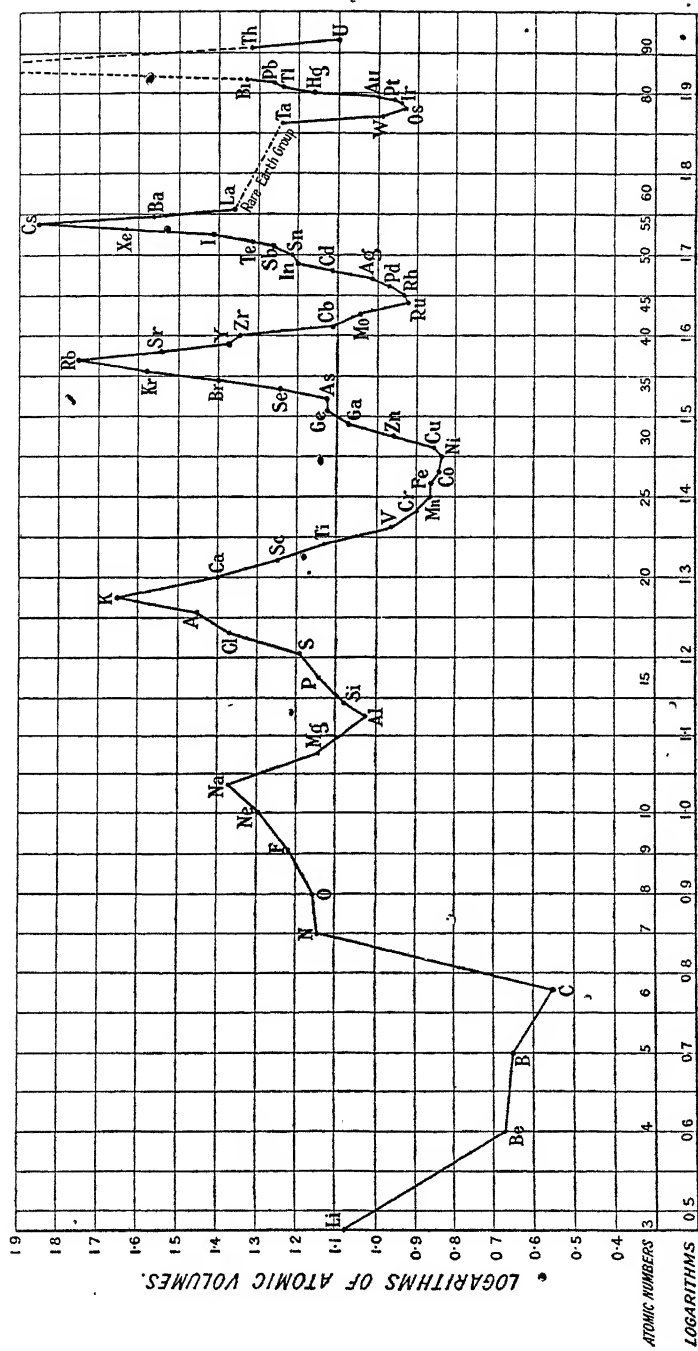 LOGARITHMS OF ATOMIC VOLUMES.
1·9
1·8
1·7
1·6
1·5
1·4
1·3
1·2
1·1
1·0
0·9
0·8
0·7
0·6
0·5
0·4
Li
Be
B
C
N
O
F
Ne
Na
Mg
Al
Si
P
S
Cl
A
K
Ca
Sc
Ti
V
Cr
Mn
Fe
Co
Ni
Cu
Zn
Ga
Ge
As
Se
Br
Kr
Rb
Sr
Y
Zr
Cb
Mo
Ru
Rh
Pd
Ag
Cd
In
Sn
Sb
Te
I
Xe
Cs
Ba
La
Rare Earth Group
Ta
W
Os
Ir
Pt
Au
Hg
Tl
Pb
Bi
Th
U
ATOMIC NUMBERS 3 4 5 6 7 8 9 10 15 20 25 30 35 40 45 50 55 60 80 90
LOGARITHMS 0·5 0·6 0·7 0·8 0·9 1·0 1·1 1·2 1·3 1·4 1·5 1·6 1·7 1·8 1·9